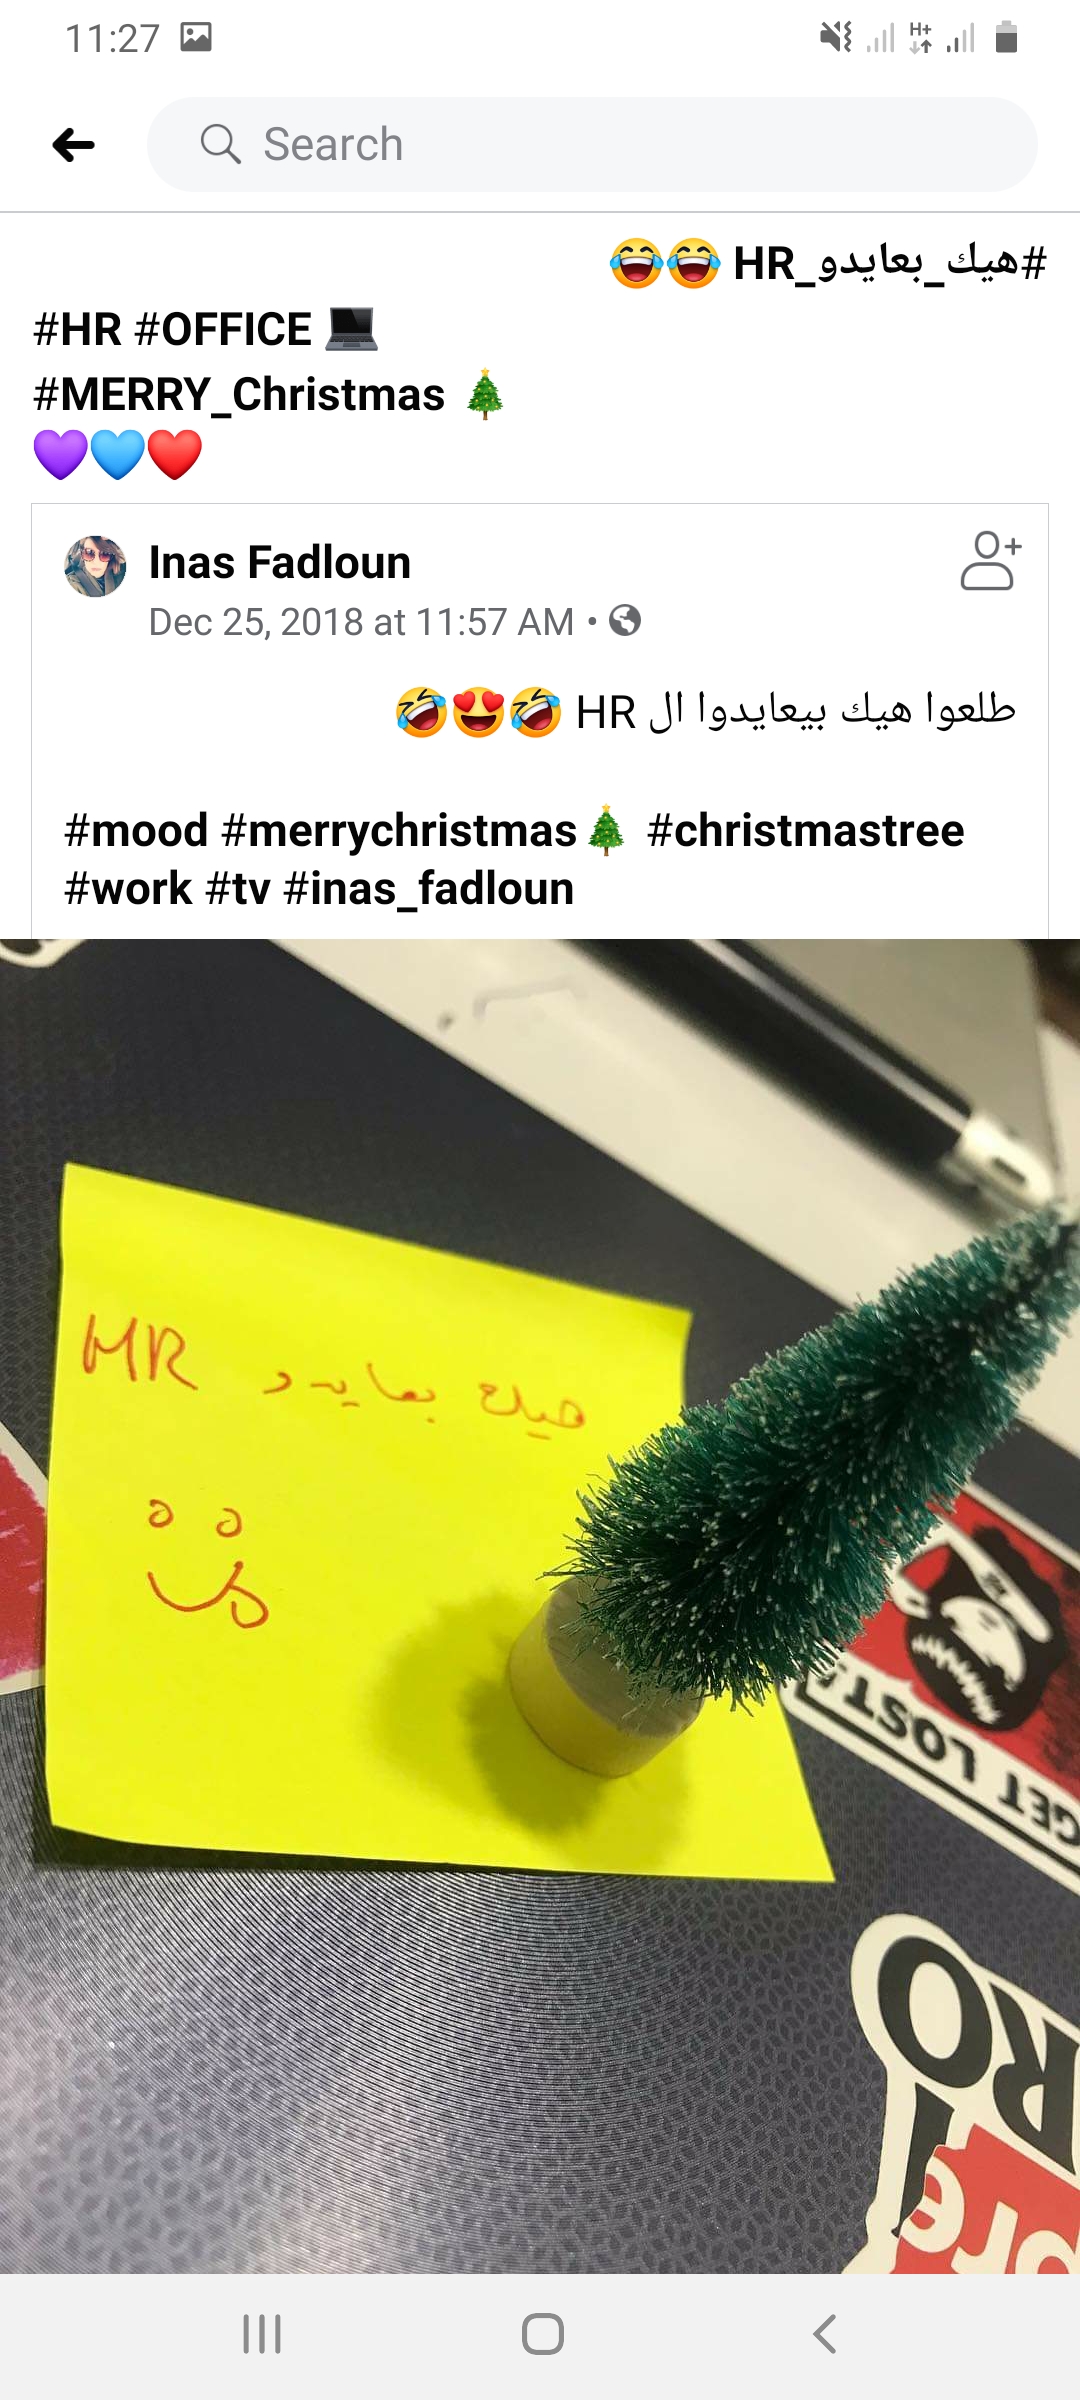 11:27
H+
Search
#هيك_بعايدو_HR 😂😂
#HR #OFFICE 💻
#MERRY_Christmas 🎄
💜💙❤️
Inas Fadloun
Dec 25, 2018 at 11:57 AM •
طلعوا هيك بيعايدوا ال HR 🤣😍🤣
#mood #merrychristmas🎄 #christmastree
#work #tv #inas_fadloun
هيك بعايدو HR
GET LOST